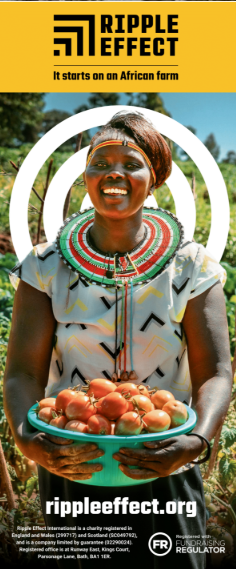 RIPPLE
EFFECT
It starts on an African farm
rippleeffect.org
Ripple Effect International is a charity registered in
England and Wales (299717) and Scotland (SC049792),
and is a company limited by guarantee (02290024).
Registered office is at Runway East, Kings Court,
Parsonage Lane, Bath, BA1 1ER.
FR
Registered with
FUNDRAISING
REGULATOR